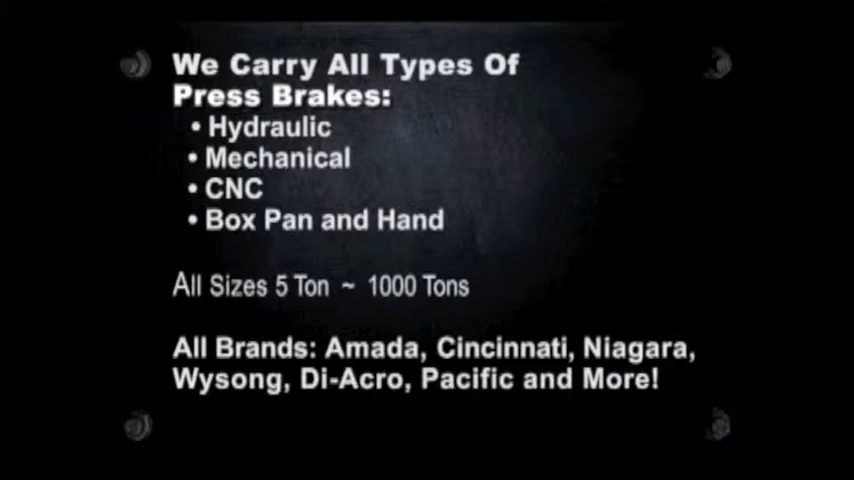 We Carry All Types Of
Press Brakes:
• Hydraulic
• Mechanical
• CNC
• Box Pan and Hand
All Sizes 5 Ton ~ 1000 Tons
All Brands: Amada, Cincinnati, Niagara,
Wysong, Di-Acro, Pacific and More!